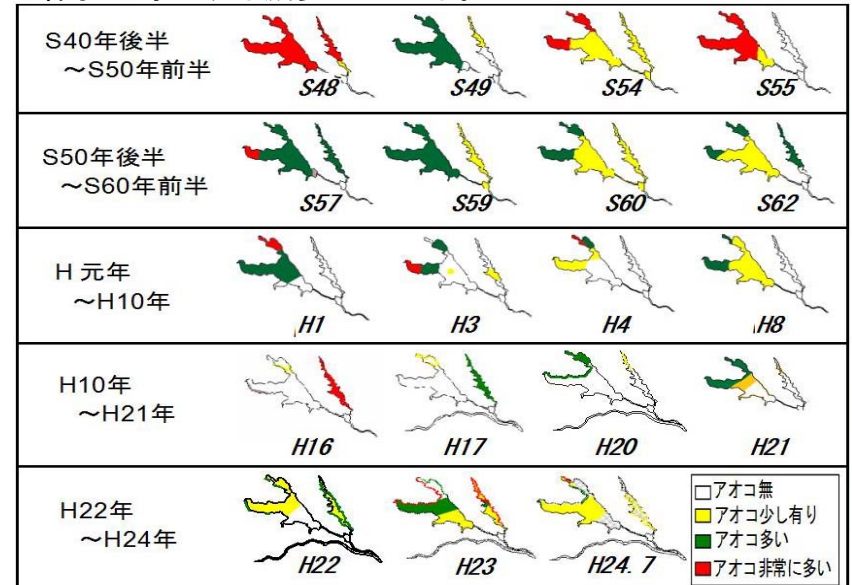 S40年後半
～S50年前半
S48
S49
S54
S55
S50年後半
～S60年前半
S57
S59
S60
S62
H 元年
～H10年
H1
H3
H4
H8
H10年
～H21年
H16
H17
H20
H21
H22年
～H24年
H22
H23
H24. 7
アオコ無
アオコ少し有り
アオコ多い
アオコ非常に多い